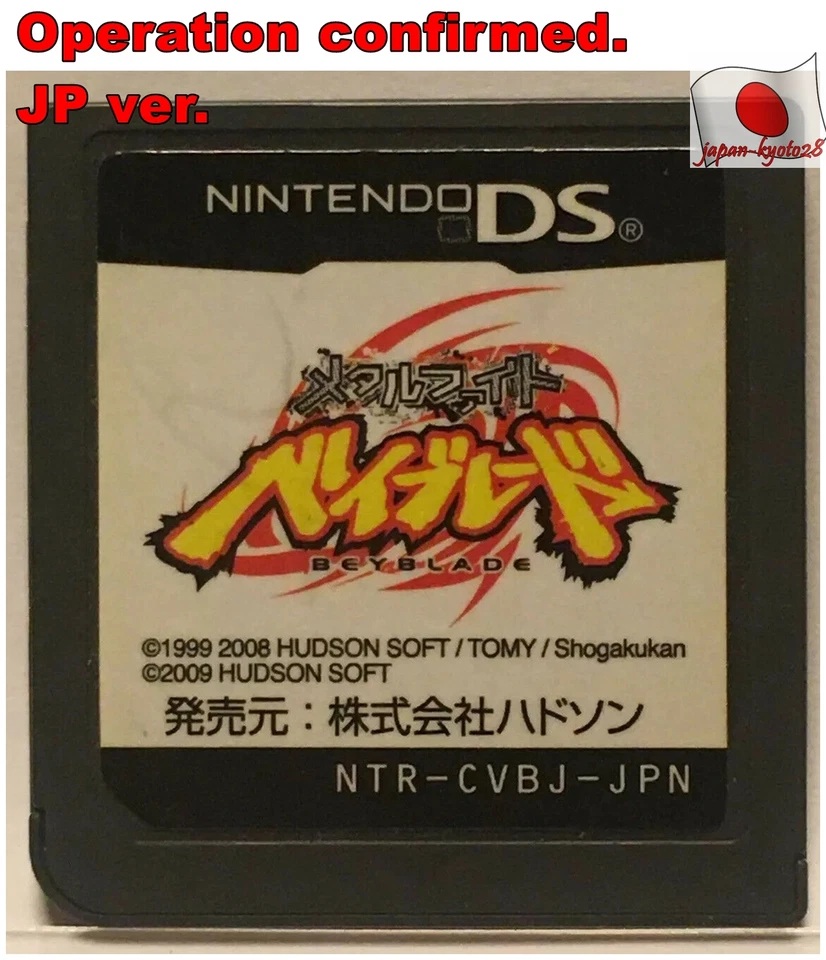 Operation confirmed.
JP ver.
japan-kyoto28
NINTENDO DS®
メタルファイト
ベイブレード
BEYBLADE
©1999 2008 HUDSON SOFT / TOMY / Shogakukan
©2009 HUDSON SOFT
発売元：株式会社ハドソン
NTR-CVBJ-JPN